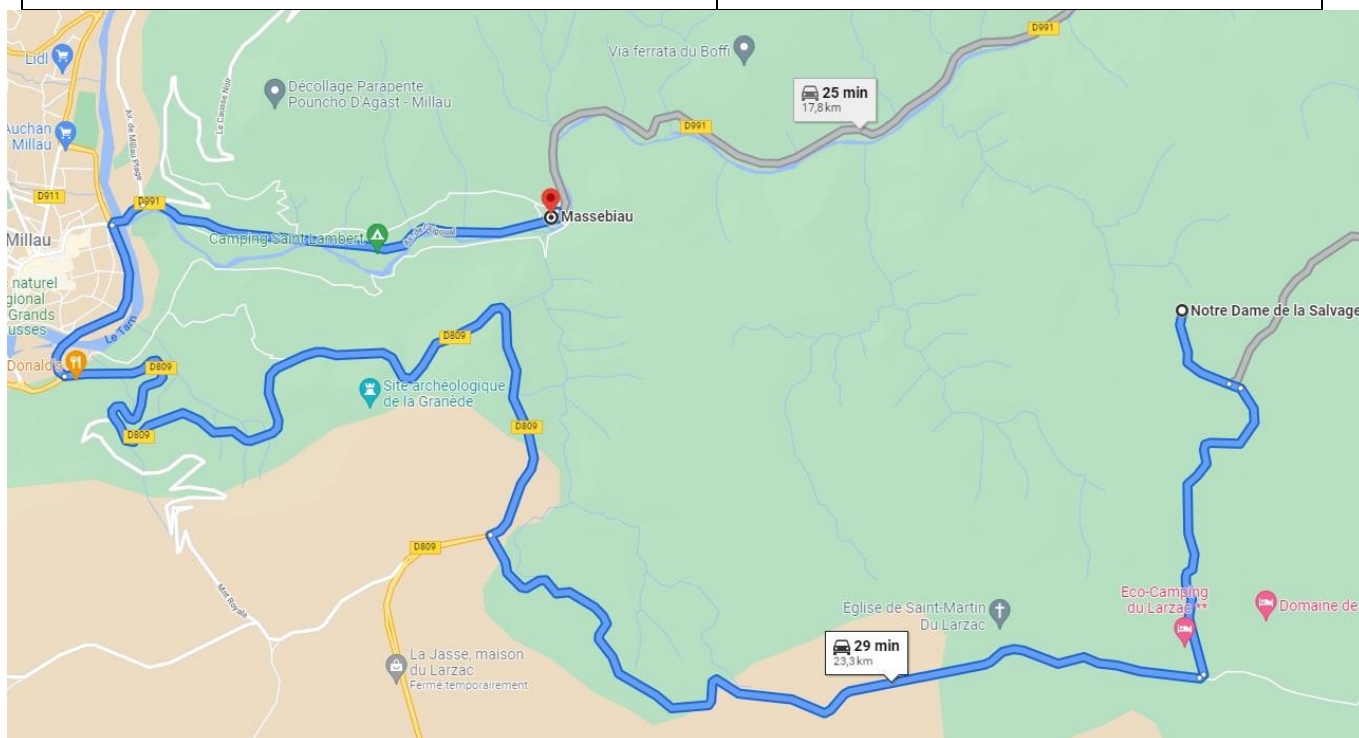 D991
Via ferrata du Boffi
Lidl
Décollage Parapente
Pouncho D'Agast - Millau
25 min
17,8 km
Le Causse Noir
Av. de Millau Plage
Auchan
Millau
D991
D911
D991
Massebiau
Camping Saint Lambert
Millau
naturel
gional
Grands
usses
Notre Dame de la Salvage
Le Tarn
D809
Donald's
D809
Site archéologique
de la Granède
D809
D809
D809
Mnt Royale
Eco-Camping
du Larzac **
Domaine de
Église de Saint-Martin
Du Larzac
29 min
23,3 km
La Jasse, maison
du Larzac
Fermé temporairement